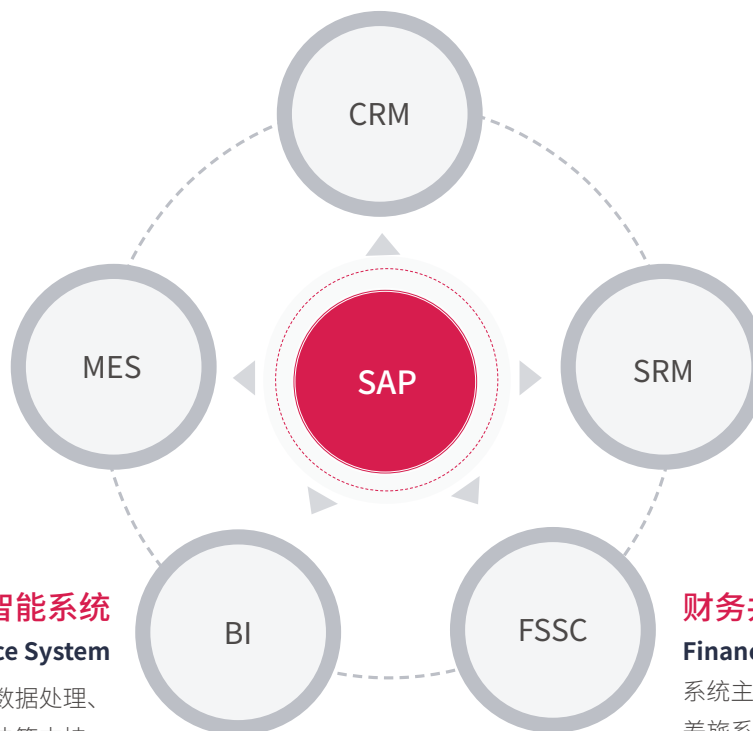 CRM
MES
SAP
SRM
BI
FSSC
智能系统
ce System
数据处理、
财务
Financ
系统主